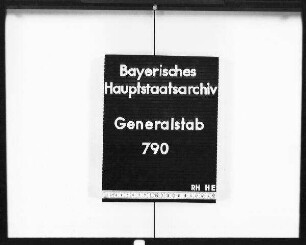 Bayerisches
Hauptstaatsarchiv
Generalstab
790
RH HE